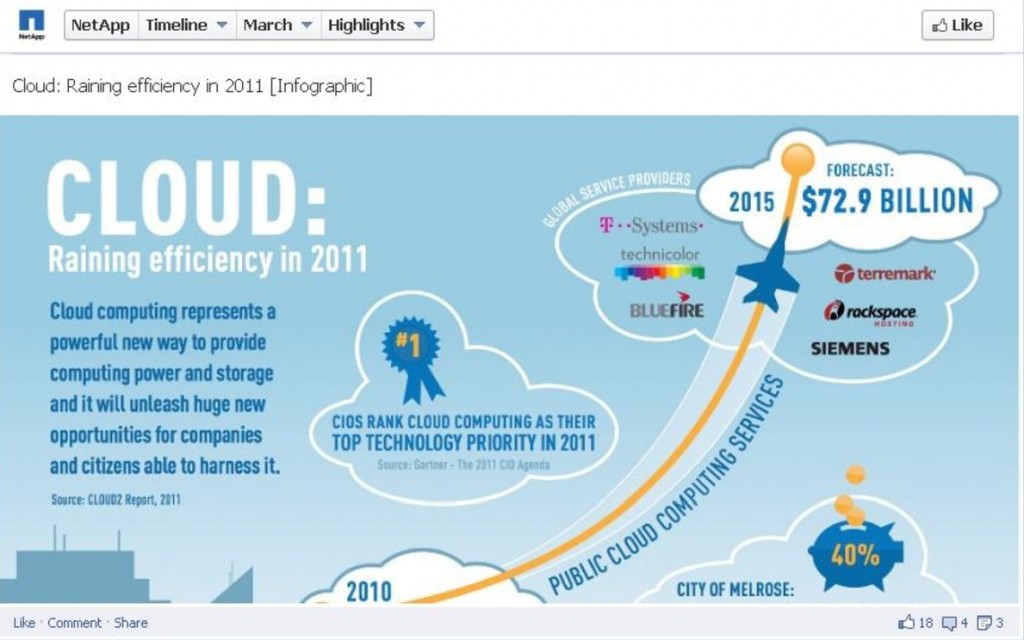 NetApp
NetApp Timeline March Highlights
Like
Cloud: Raining efficiency in 2011 [Infographic]
CLOUD:
Raining efficiency in 2011
Cloud computing represents a
powerful new way to provide
computing power and storage
and it will unleash huge new
opportunities for companies
and citizens able to harness it.
Source: CLOUD2 Report, 2011
#1
CIOS RANK CLOUD COMPUTING AS THEIR
TOP TECHNOLOGY PRIORITY IN 2011
Source: Gartner - The 2011 CIO Agenda
GLOBAL SERVICE PROVIDERS
T··Systems·
technicolor
BLUEFIRE
FORECAST:
2015 $72.9 BILLION
terremark
rackspace
HOSTING
SIEMENS
PUBLIC CLOUD COMPUTING SERVICES
2010
40%
CITY OF MELROSE:
Like · Comment · Share
18 4 3